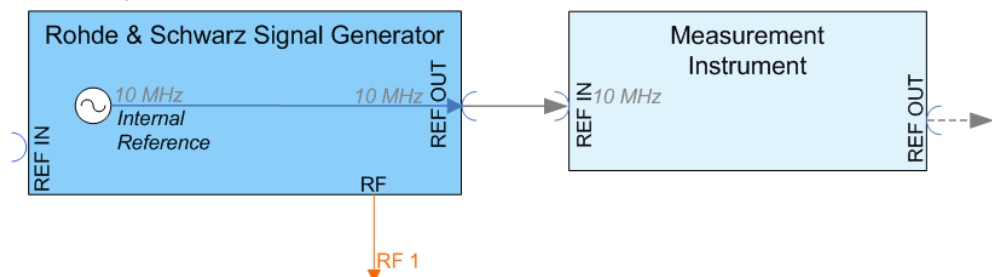 Rohde & Schwarz Signal Generator
10 MHz
Internal
Reference
10 MHz
REF OUT
REF IN
RF
RF 1
Measurement
Instrument
REF IN
10 MHz
REF OUT